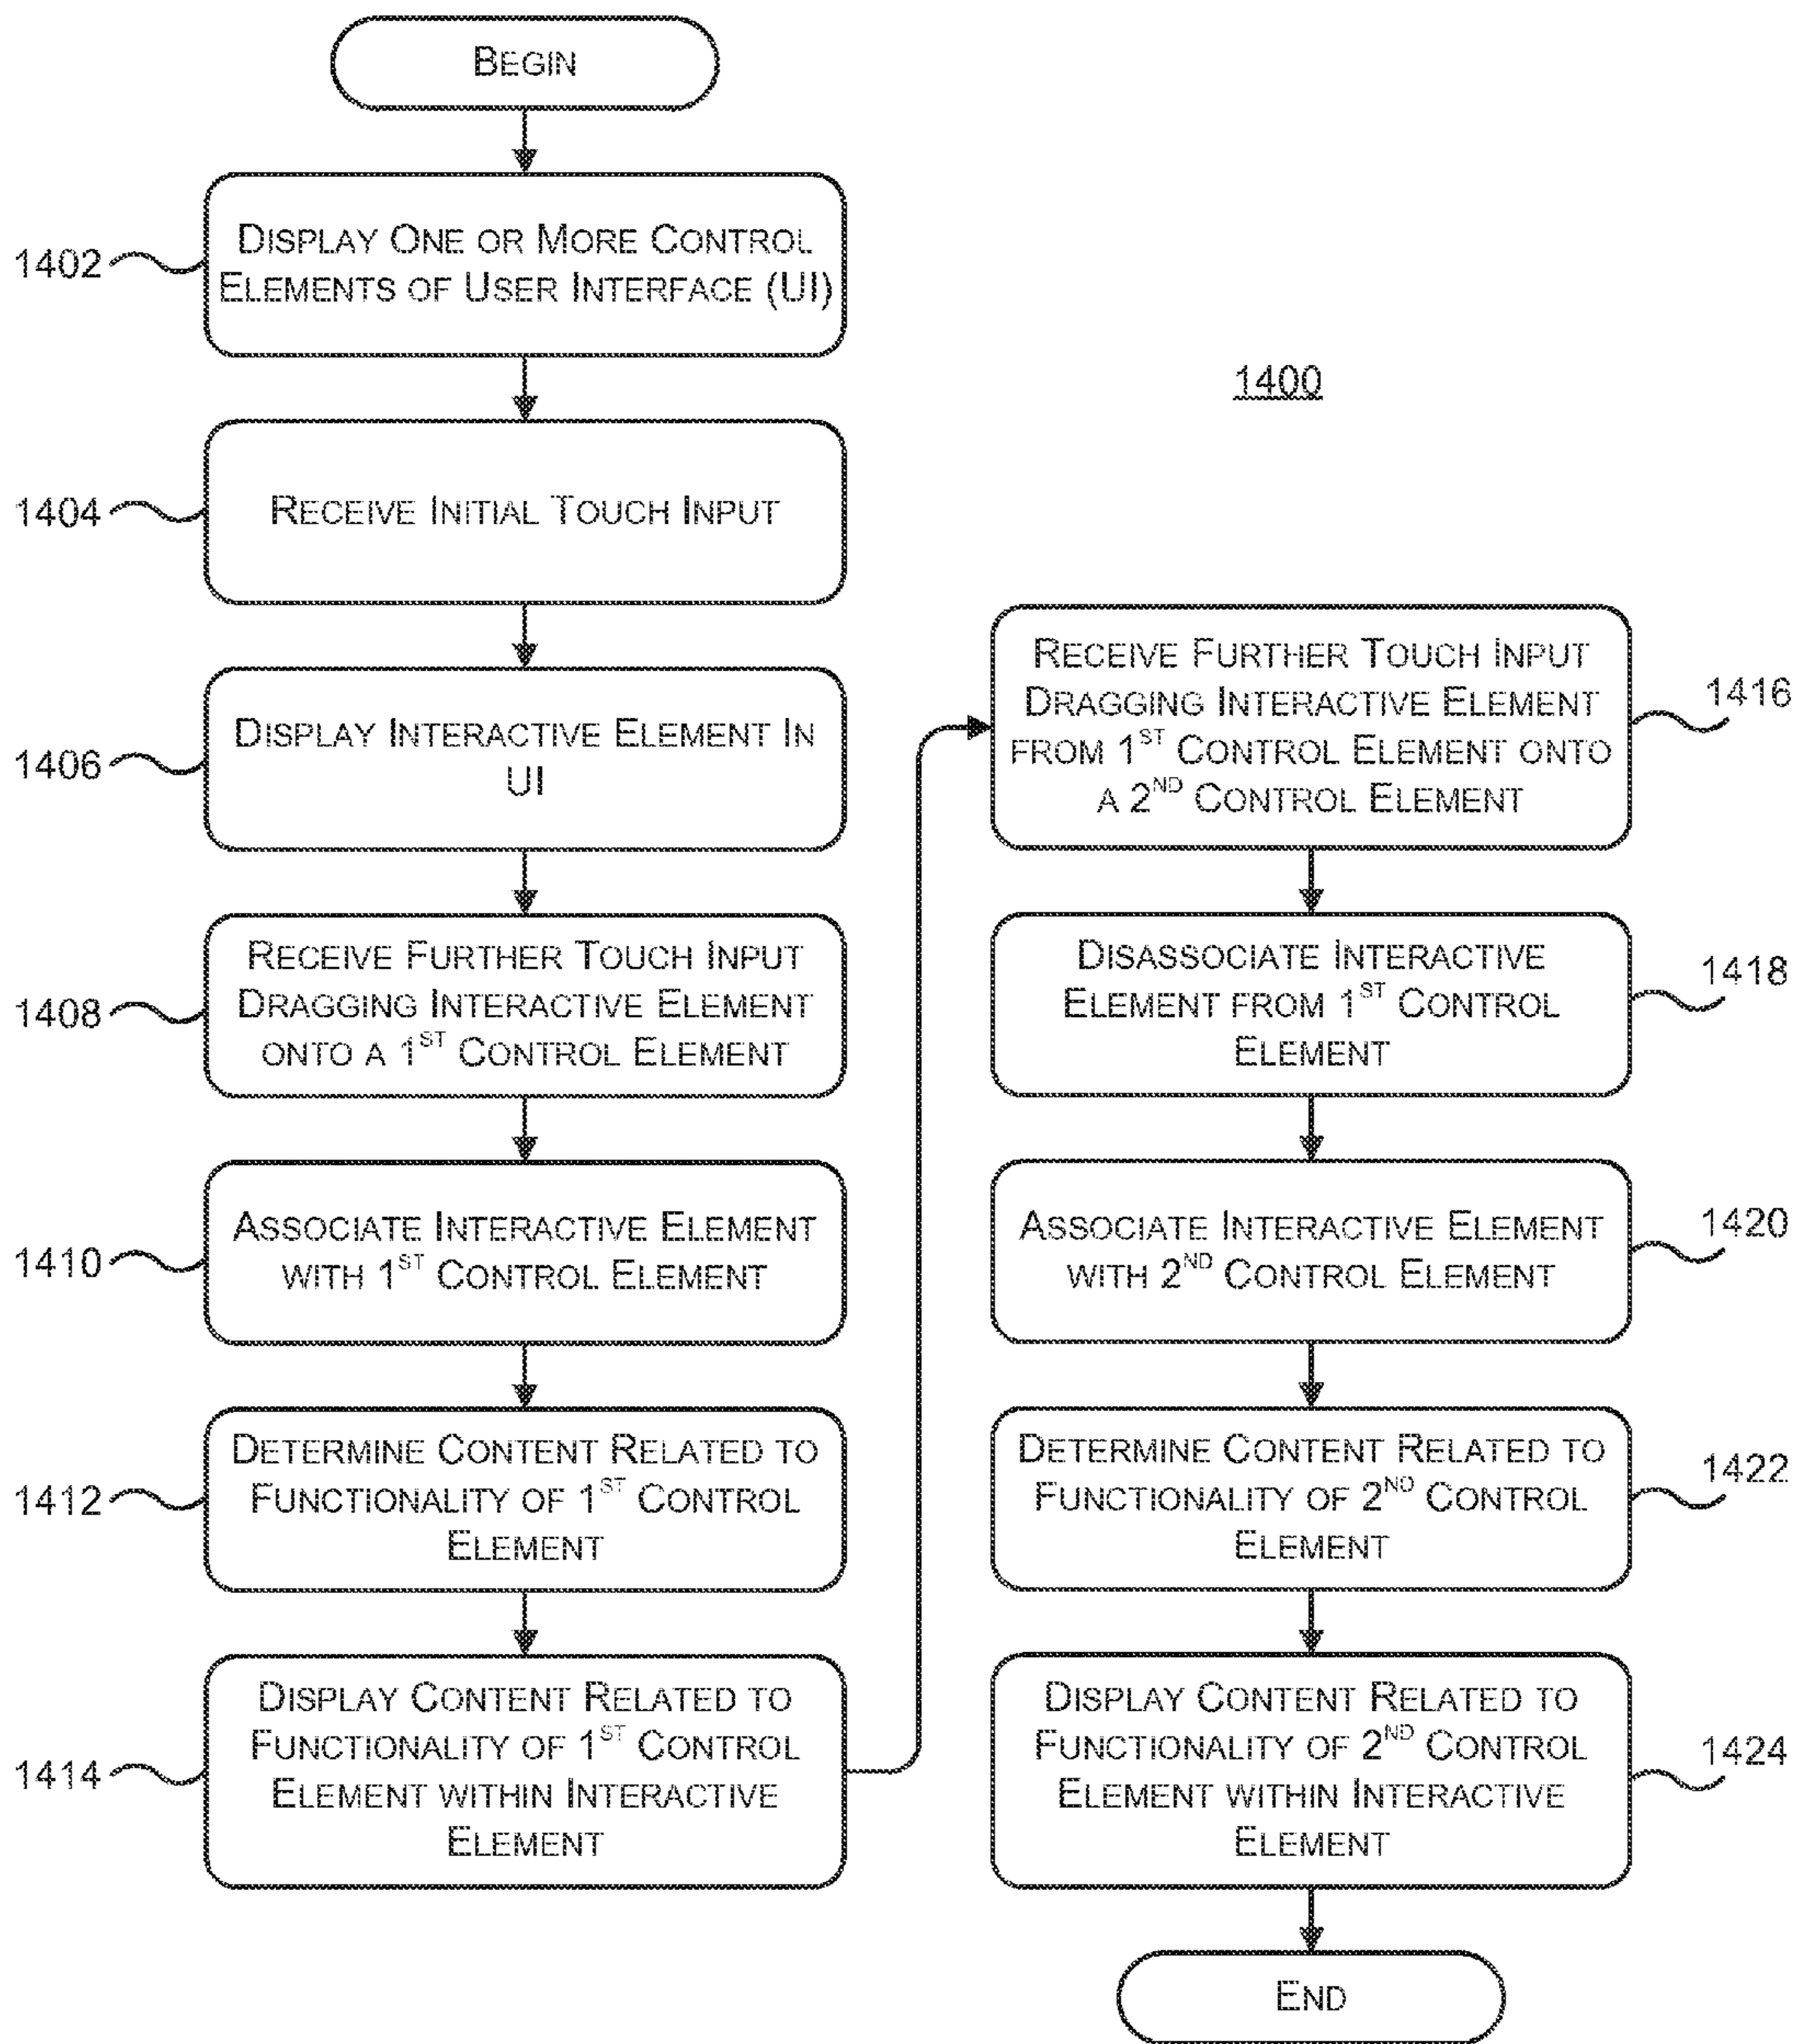 BEGIN
1402
DISPLAY ONE OR MORE CONTROL
ELEMENTS OF USER INTERFACE (UI)
1400
1404
RECEIVE INITIAL TOUCH INPUT
1406
DISPLAY INTERACTIVE ELEMENT IN
UI
1408
RECEIVE FURTHER TOUCH INPUT
DRAGGING INTERACTIVE ELEMENT
ONTO A 1ST CONTROL ELEMENT
1410
ASSOCIATE INTERACTIVE ELEMENT
WITH 1ST CONTROL ELEMENT
1412
DETERMINE CONTENT RELATED TO
FUNCTIONALITY OF 1ST CONTROL
ELEMENT
1414
DISPLAY CONTENT RELATED TO
FUNCTIONALITY OF 1ST CONTROL
ELEMENT WITHIN INTERACTIVE
ELEMENT
RECEIVE FURTHER TOUCH INPUT
DRAGGING INTERACTIVE ELEMENT
FROM 1ST CONTROL ELEMENT ONTO
A 2ND CONTROL ELEMENT
1416
DISASSOCIATE INTERACTIVE
ELEMENT FROM 1ST CONTROL
ELEMENT
1418
ASSOCIATE INTERACTIVE ELEMENT
WITH 2ND CONTROL ELEMENT
1420
DETERMINE CONTENT RELATED TO
FUNCTIONALITY OF 2ND CONTROL
ELEMENT
1422
DISPLAY CONTENT RELATED TO
FUNCTIONALITY OF 2ND CONTROL
ELEMENT WITHIN INTERACTIVE
ELEMENT
1424
END